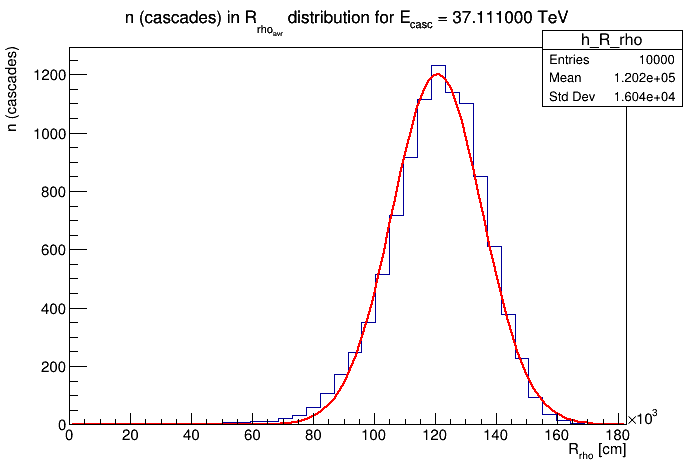 n (cascades) in R_rho_avr distribution for E_casc = 37.111000 TeV
h_R_rho
Entries 10000
Mean 1.202e+05
Std Dev 1.604e+04
n (cascades)
1200
1000
800
600
400
200
0
0 20 40 60 80 100 120 140 160 180
×10³
R_rho [cm]